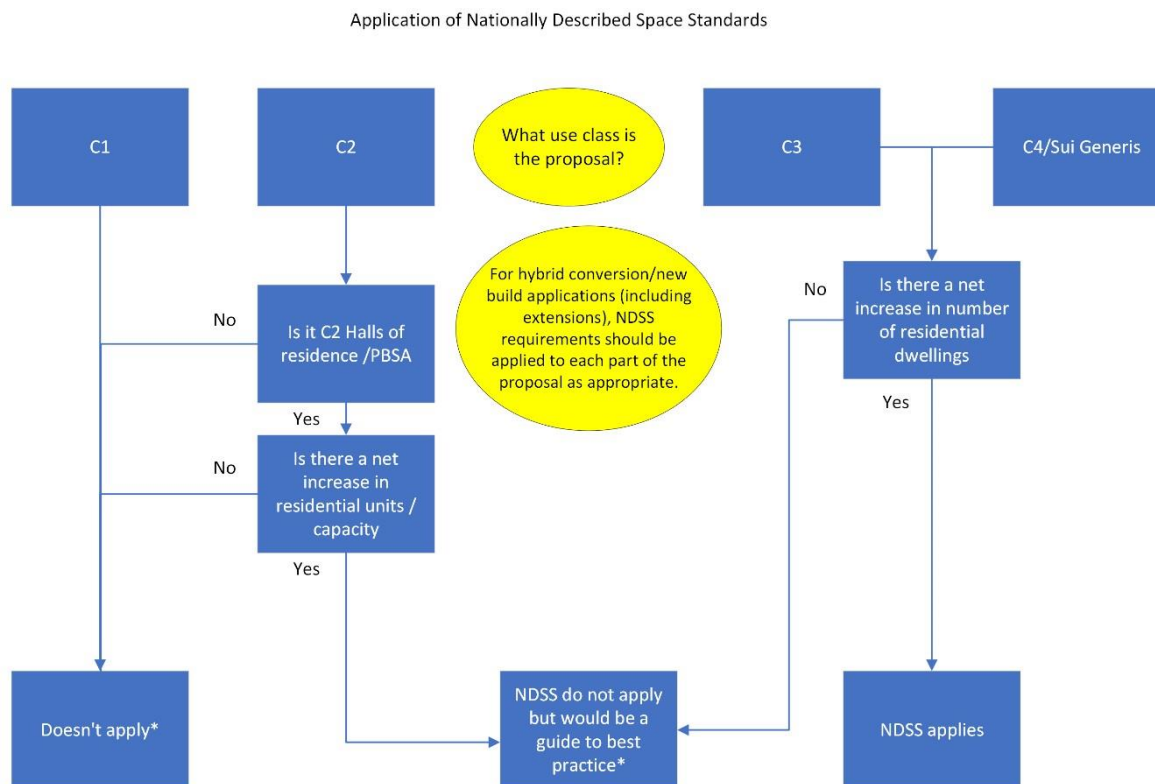 Application of Nationally Described Space Standards
C1
C2
What use class is
the proposal?
C3
C4/Sui Generis
For hybrid conversion/new
build applications (including
extensions), NDSS
requirements should be
applied to each part of the
proposal as appropriate.
No
Is it C2 Halls of
residence /PBSA
Yes
No
Is there a net
increase in number
of residential
dwellings
Yes
No
Is there a net
increase in
residential units /
capacity
Yes
Doesn't apply*
NDSS do not apply
but would be a
guide to best
practice*
NDSS applies